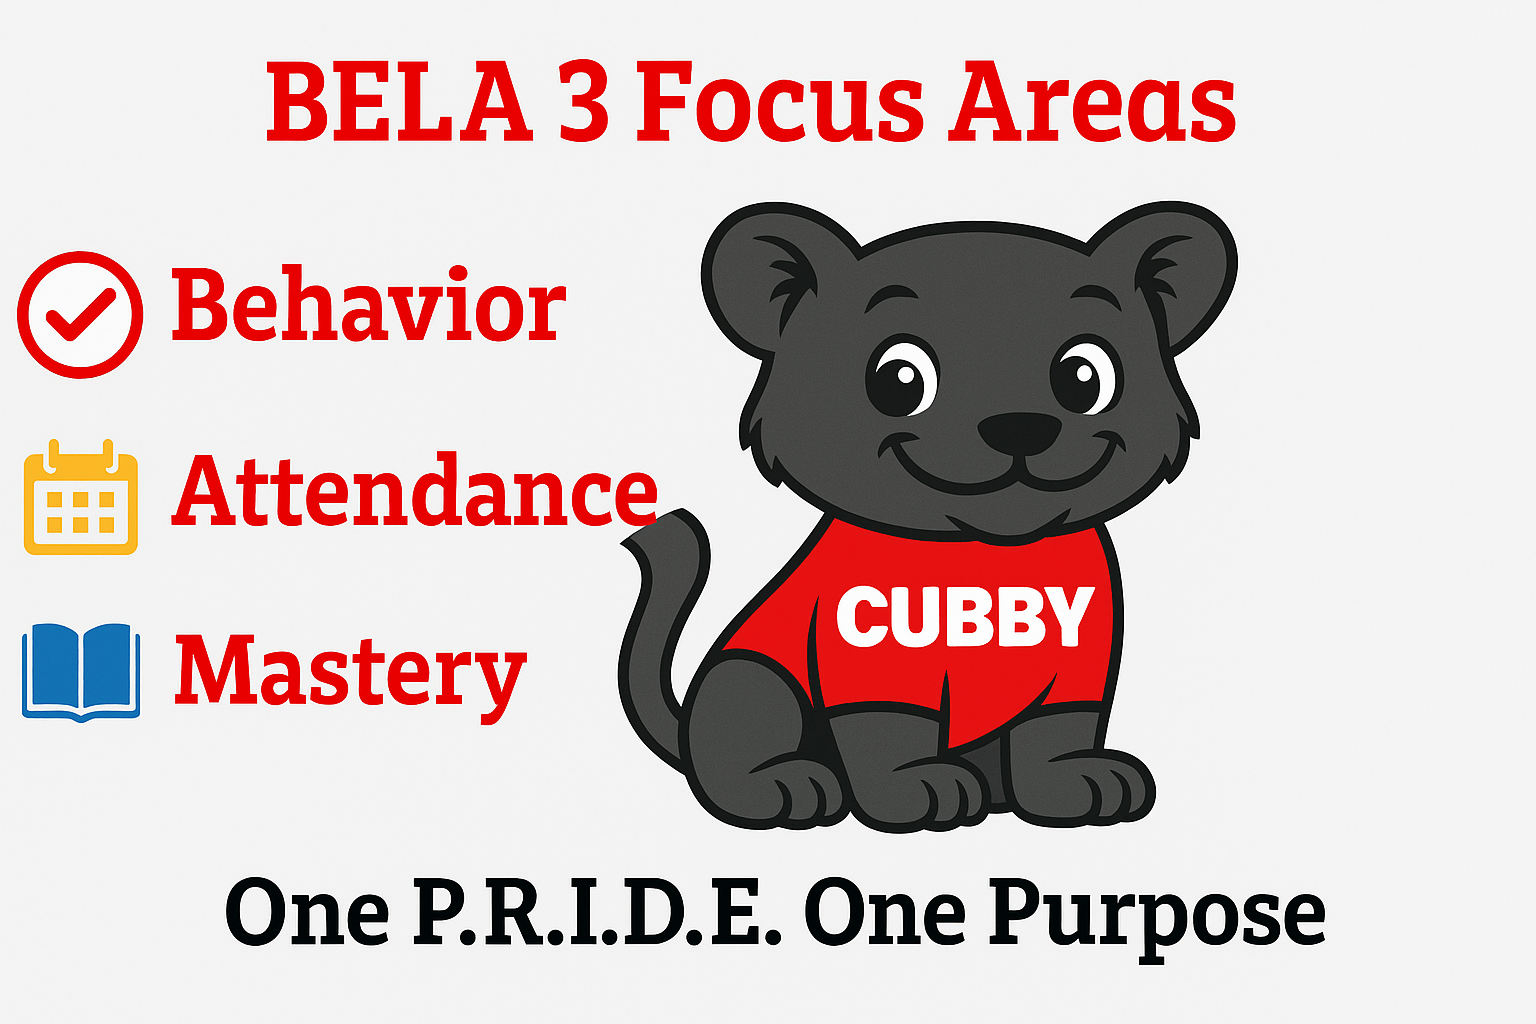 BELA 3 Focus Areas
Behavior
Attendance
Mastery
CUBBY
One P.R.I.D.E. One Purpose